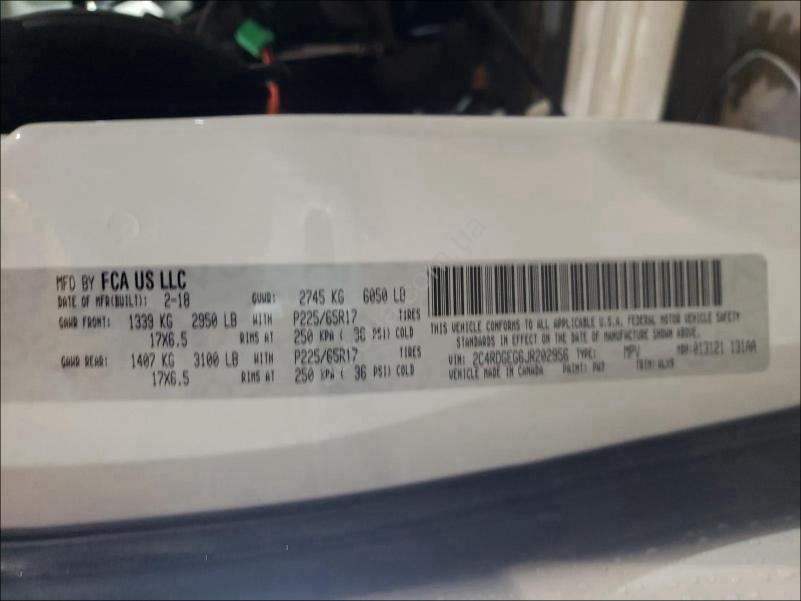 MFD BY FCA US LLC
DATE OF MFR(BUILT): 2-18 GVWR: 2745 KG 6050 LB
GAWR FRONT: 1339 KG 2950 LB WITH P225/65R17 TIRES
17X6.5 RIMS AT 250 KPA ( 36 PSI) COLD
GAWR REAR: 1407 KG 3100 LB WITH P225/65R17 TIRES
17X6.5 RIMS AT 250 KPA ( 36 PSI) COLD
THIS VEHICLE CONFORMS TO ALL APPLICABLE U.S.A. FEDERAL MOTOR VEHICLE SAFETY
STANDARDS IN EFFECT ON THE DATE OF MANUFACTURE SHOWN ABOVE.
VIN: 2C4RDGEG6JR202956 TYPE: MPV MDH: 013121 131AA
VEHICLE MADE IN CANADA PAINT: PW7 TRIM: